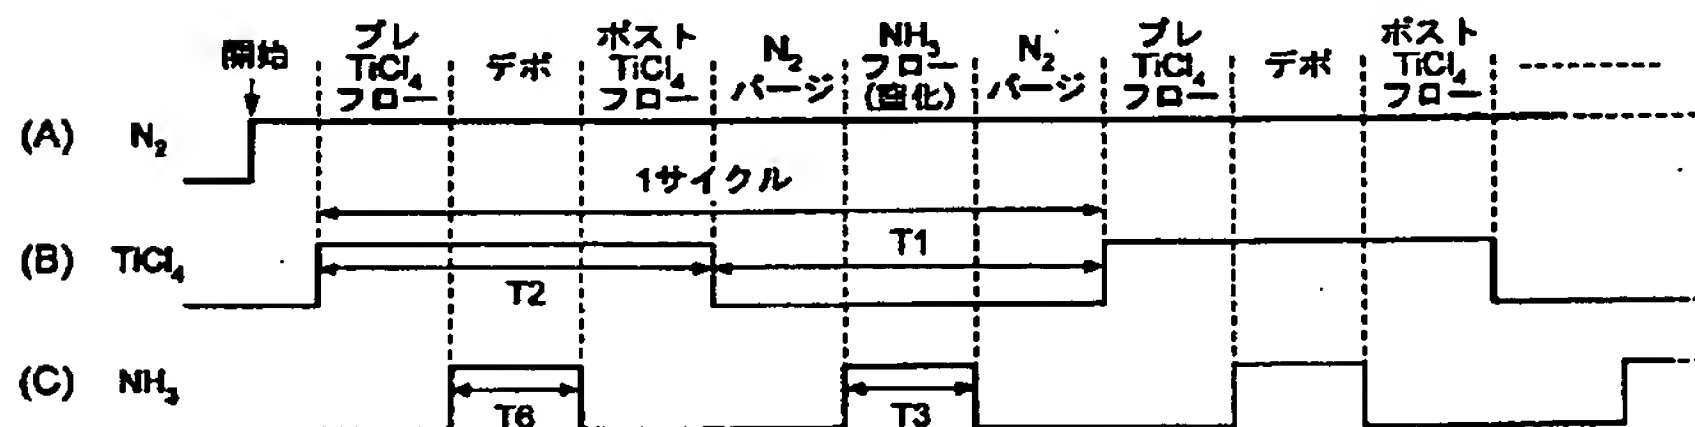 開始
プレ
TiCl₄
フロー
デポ
ポスト
TiCl₄
フロー
N₂
パージ
NH₃
フロー
(窒化)
N₂
パージ
プレ
TiCl₄
フロー
デポ
ポスト
TiCl₄
フロー
(A) N₂
1サイクル
(B) TiCl₄
T2
T1
(C) NH₃
T6
T3